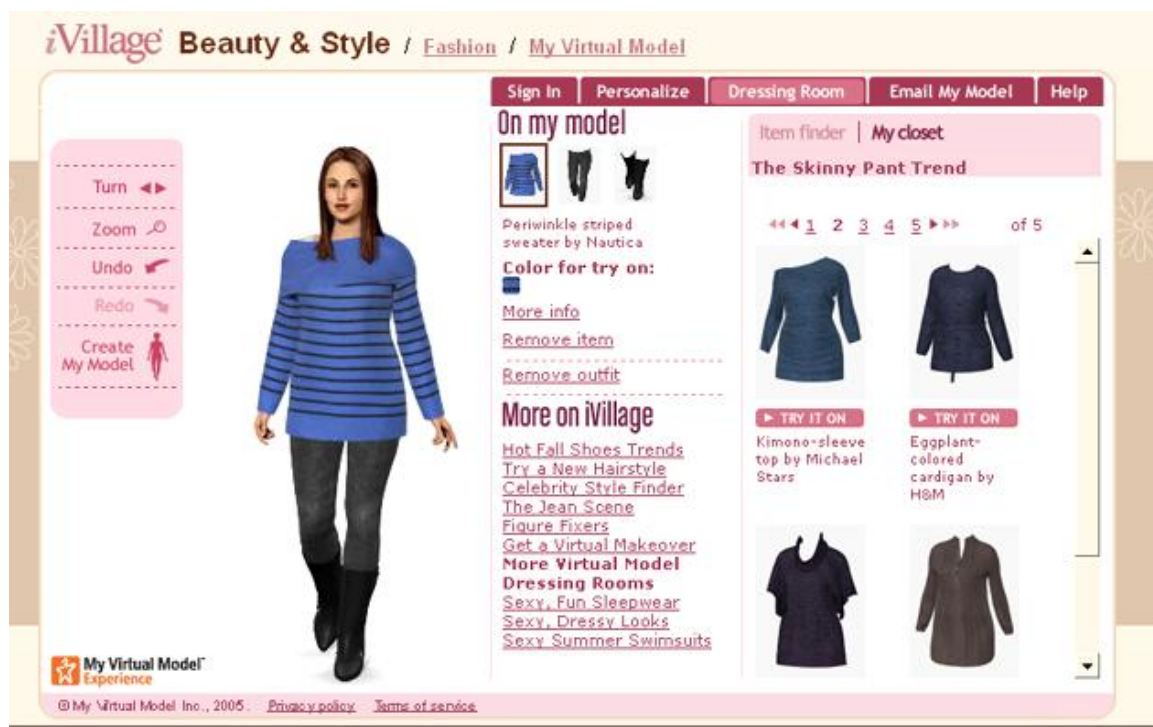 iVillage® Beauty & Style / Fashion / My Virtual Model
Sign In Personalize Dressing Room Email My Model Help
Turn
Zoom
Undo
Redo
Create
My Model
On my model
Periwinkle striped
sweater by Nautica
Color for try on:
More info
Remove item
Remove outfit
More on iVillage
Hot Fall Shoes Trends
Try a New Hairstyle
Celebrity Style Finder
The Jean Scene
Figure Fixers
Get a Virtual Makeover
More Virtual Model
Dressing Rooms
Sexy, Fun Sleepwear
Sexy, Dressy Looks
Sexy Summer Swimsuits
Item finder | My closet
The Skinny Pant Trend
1 2 3 4 5 of 5
TRY IT ON
Kimono-sleeve
top by Michael
Stars
TRY IT ON
Eggplant-
colored
cardigan by
H&M
My Virtual Model™
Experience
© My Virtual Model Inc., 2005. Privacy policy Terms of service